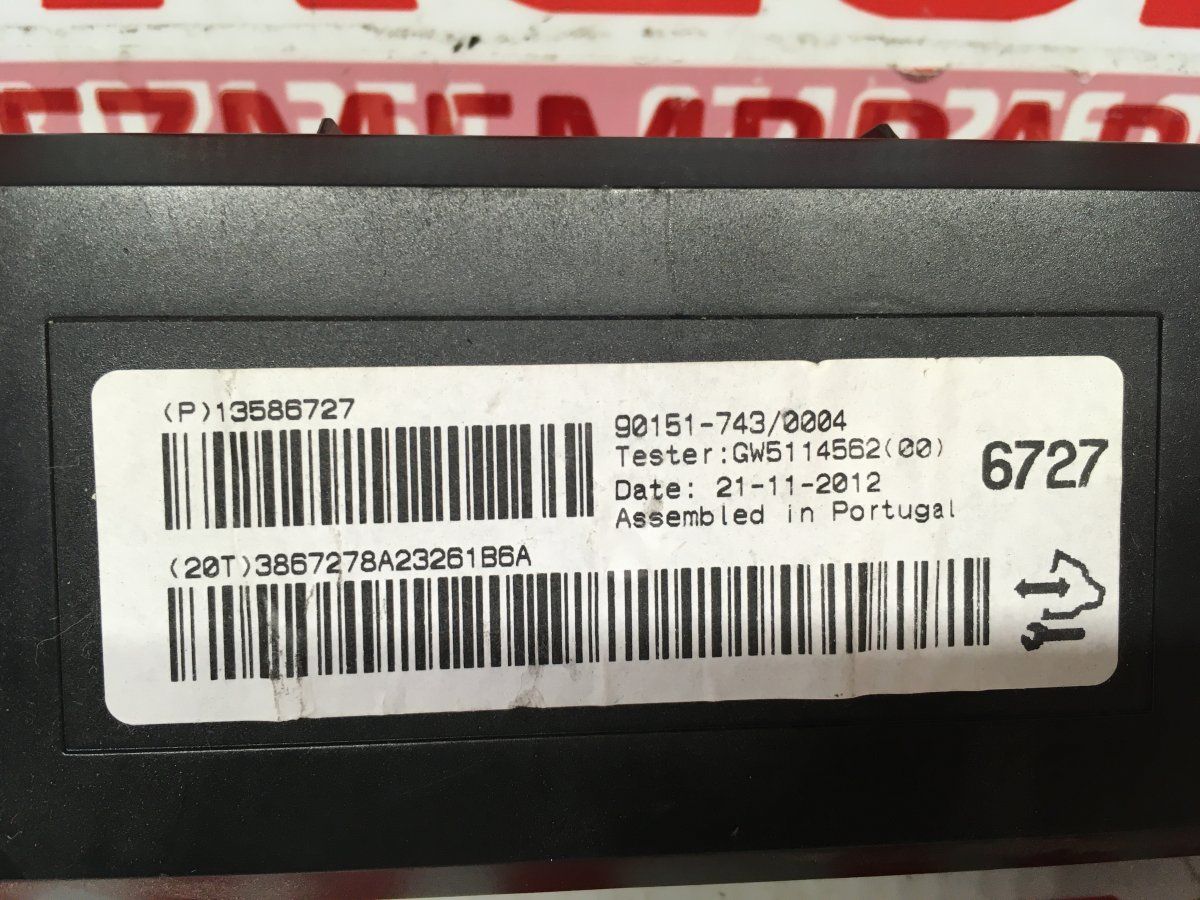 (P)13586727
90151-743/0004
Tester:GW5114562(00)
Date: 21-11-2012
Assembled in Portugal
6727
(20T)3867278A23261B6A